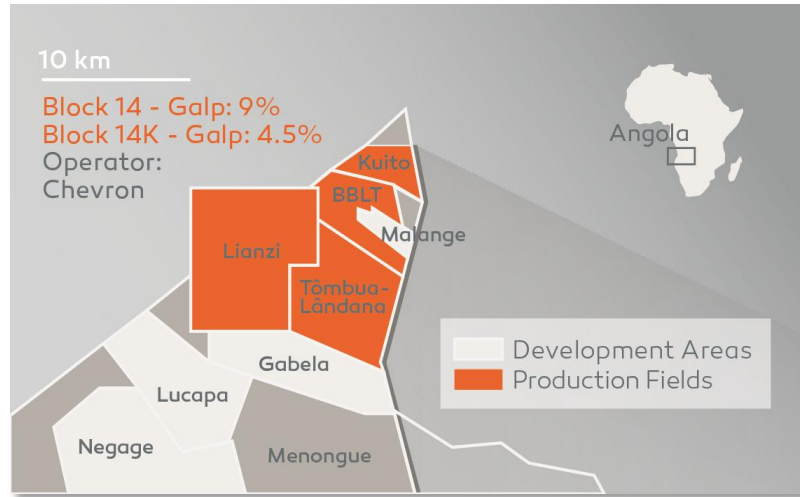 10 km
Block 14 - Galp: 9%
Block 14K - Galp: 4.5%
Operator:
Chevron
Angola
Kuito
BBLT
Malange
Lianzi
Tômbua-
Lândana
Gabela
Lucapa
Negage
Menongue
Development Areas
Production Fields